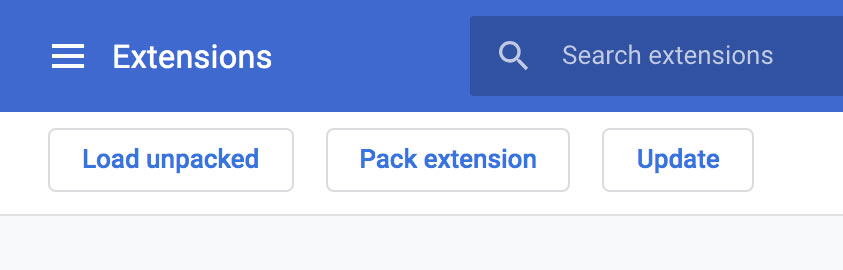 Extensions
Search extensions
Load unpacked
Pack extension
Update